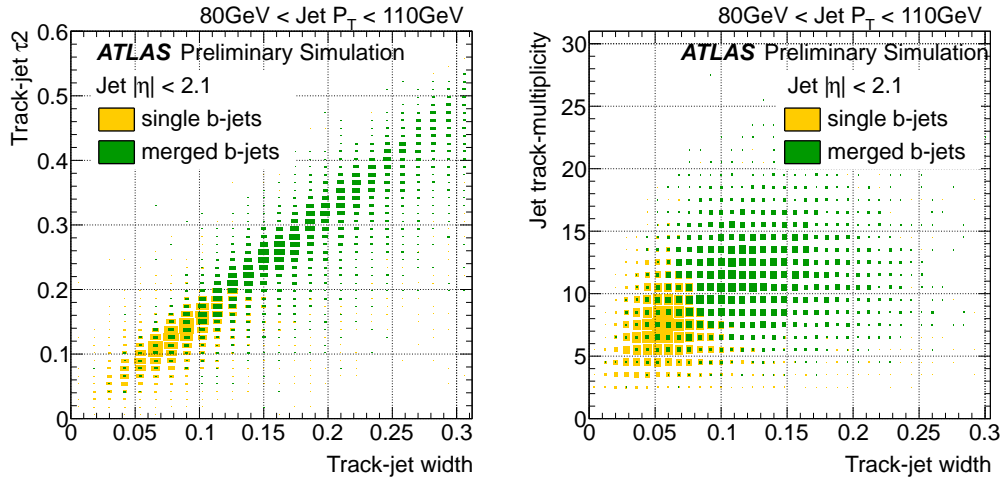 80GeV < Jet P_T < 110GeV
Track-jet τ2
0.6
0.5
0.4
0.3
0.2
0.1
0
ATLAS Preliminary Simulation
Jet |η| < 2.1
single b-jets
merged b-jets
0 0.05 0.1 0.15 0.2 0.25 0.3
Track-jet width
80GeV < Jet P_T < 110GeV
Jet track-multiplicity
30
25
20
15
10
5
0
ATLAS Preliminary Simulation
Jet |η| < 2.1
single b-jets
merged b-jets
0 0.05 0.1 0.15 0.2 0.25 0.3
Track-jet width